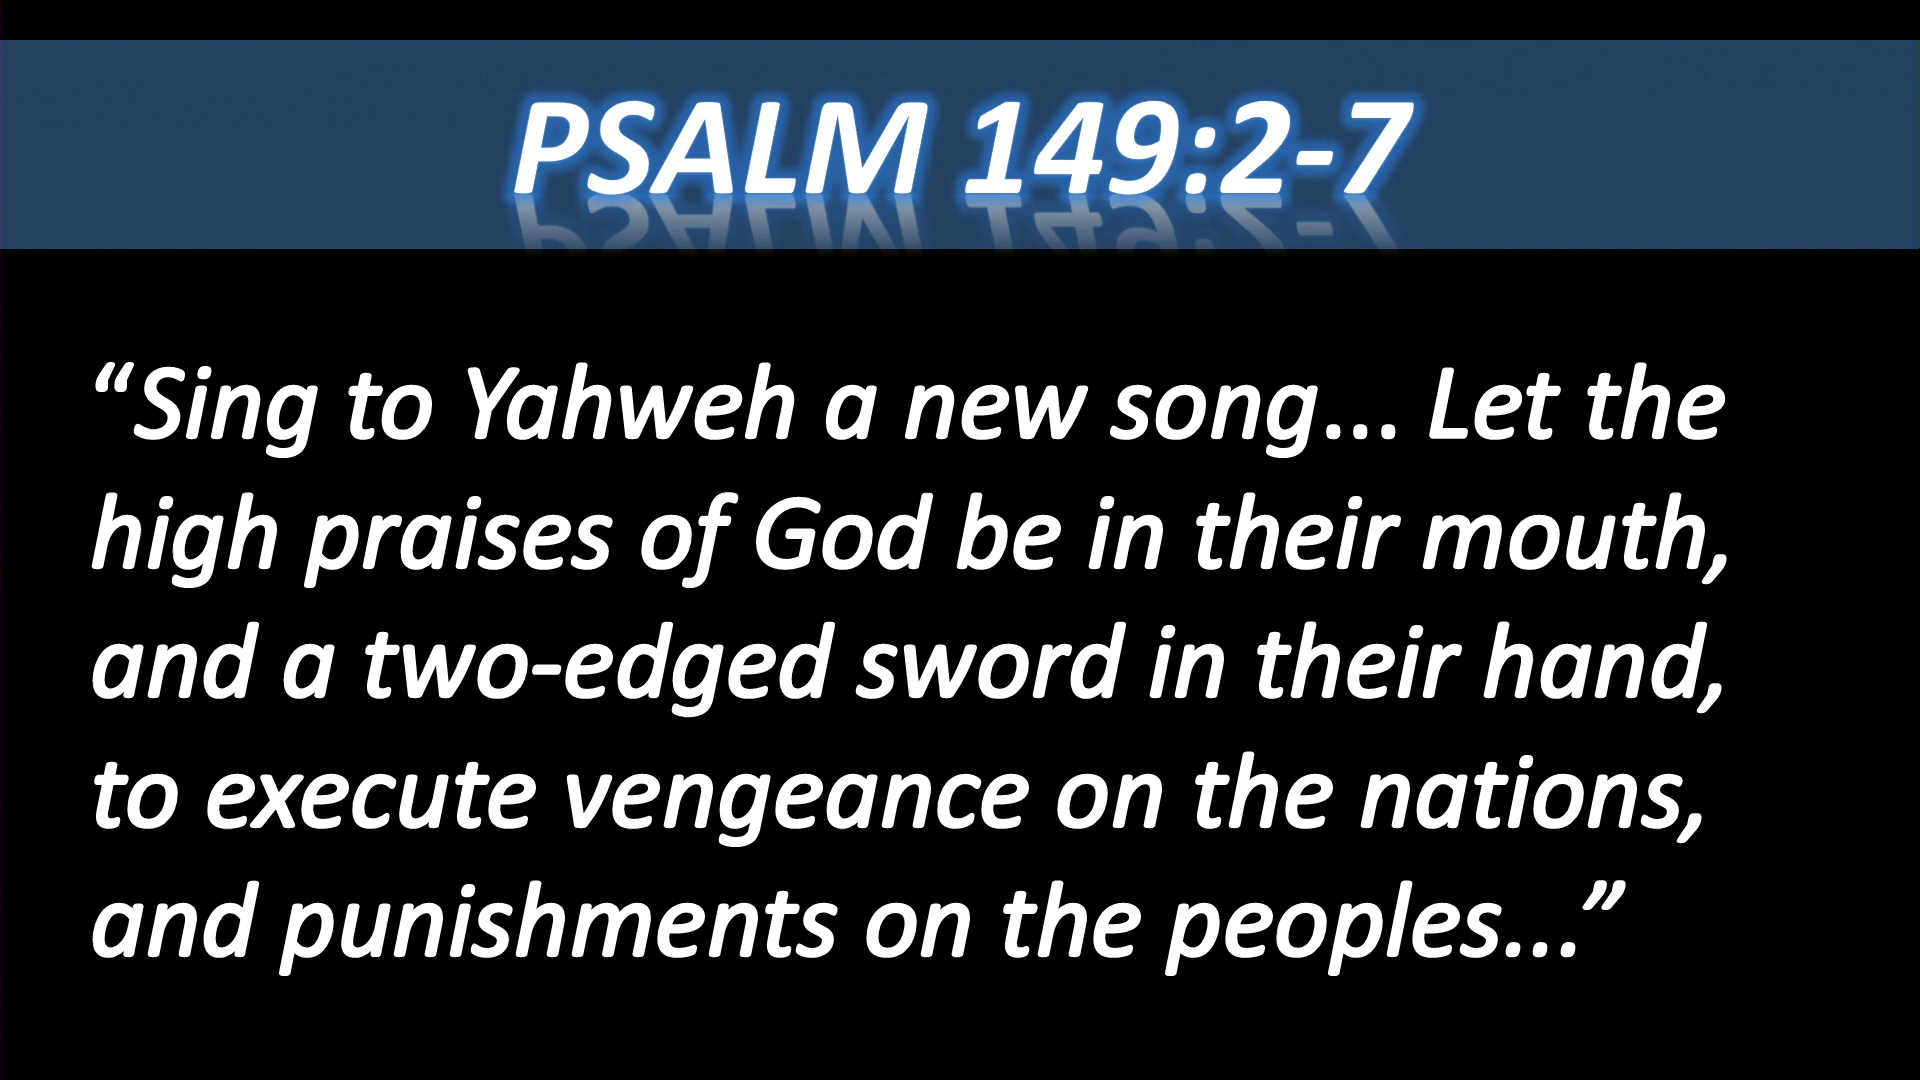 PSALM 149:2-7
“Sing to Yahweh a new song... Let the
high praises of God be in their mouth,
and a two-edged sword in their hand,
to execute vengeance on the nations,
and punishments on the peoples...”